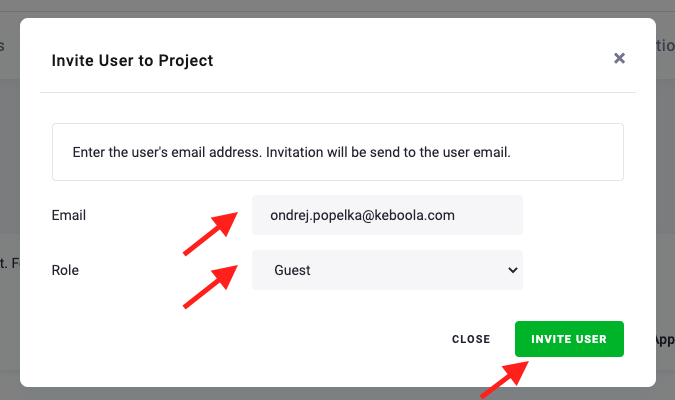 Invite User to Project
Enter the user's email address. Invitation will be send to the user email.
Email
ondrej.popelka@keboola.com
Role
Guest
CLOSE
INVITE USER